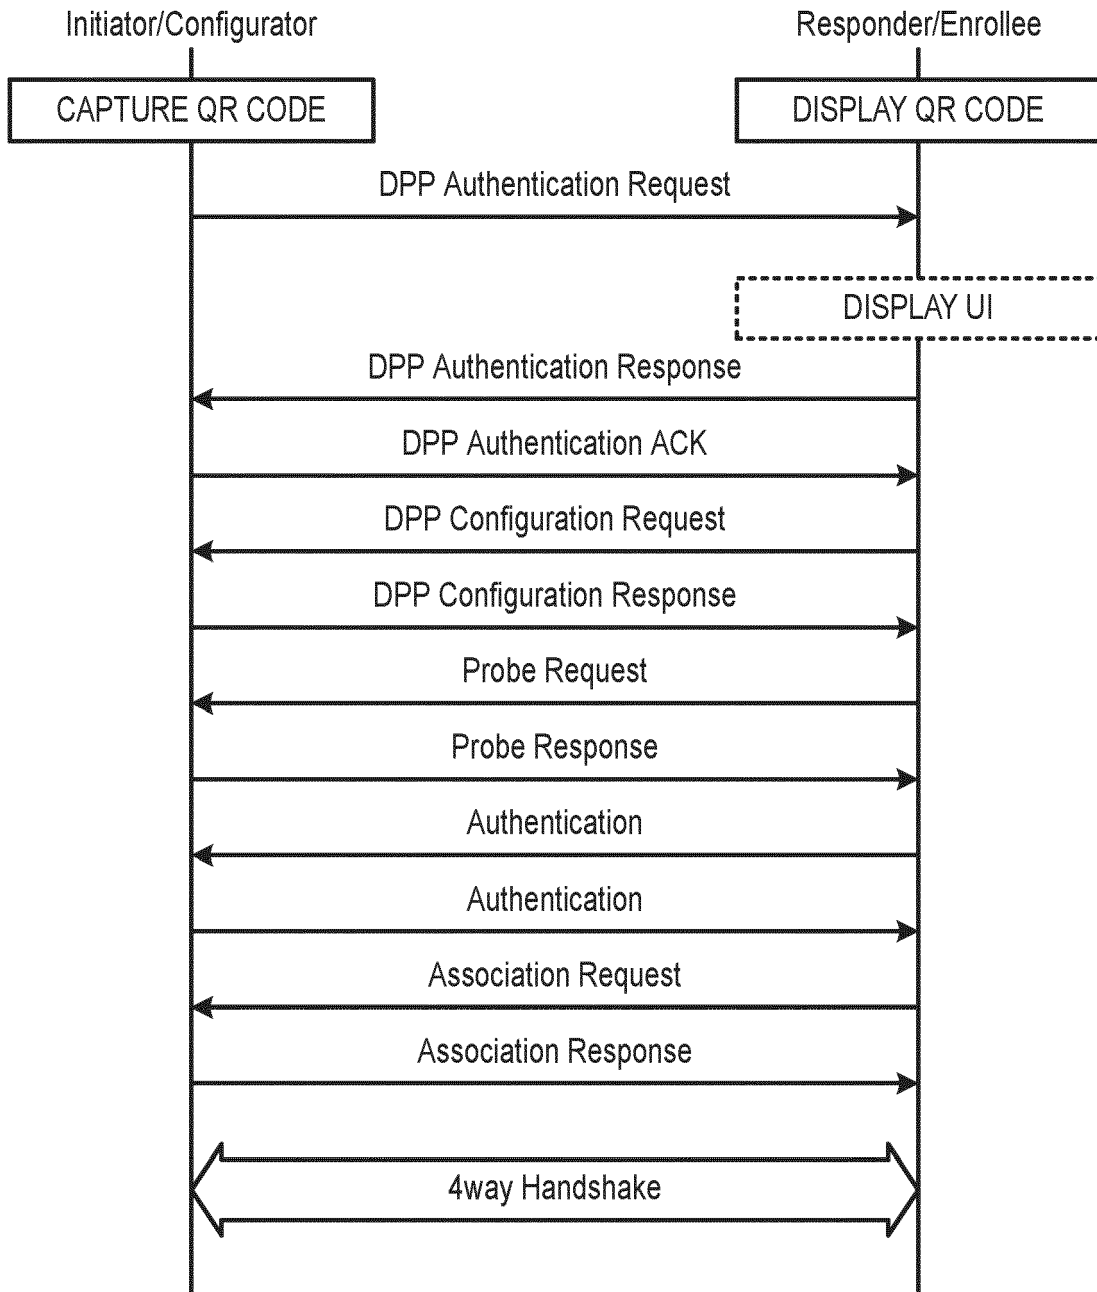 Initiator/Configurator
Responder/Enrollee
CAPTURE QR CODE
DISPLAY QR CODE
DPP Authentication Request
DISPLAY UI
DPP Authentication Response
DPP Authentication ACK
DPP Configuration Request
DPP Configuration Response
Probe Request
Probe Response
Authentication
Authentication
Association Request
Association Response
4way Handshake